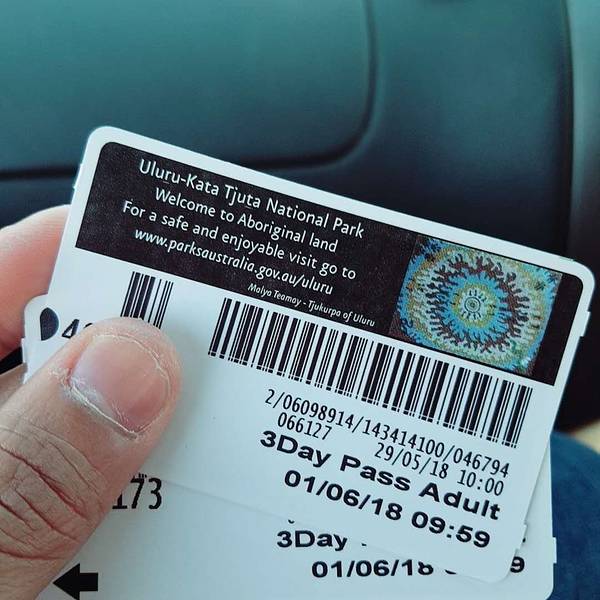 Uluru-Kata Tjuta National Park
Welcome to Aboriginal land
For a safe and enjoyable visit go to
www.parksaustralia.gov.au/uluru
Malya Teamay - Tjukurpa of Uluru
2/06098914/143414100/046794
066127 29/05/18 10:00
3Day Pass Adult
01/06/18 09:59
173
3Day
01/06/18